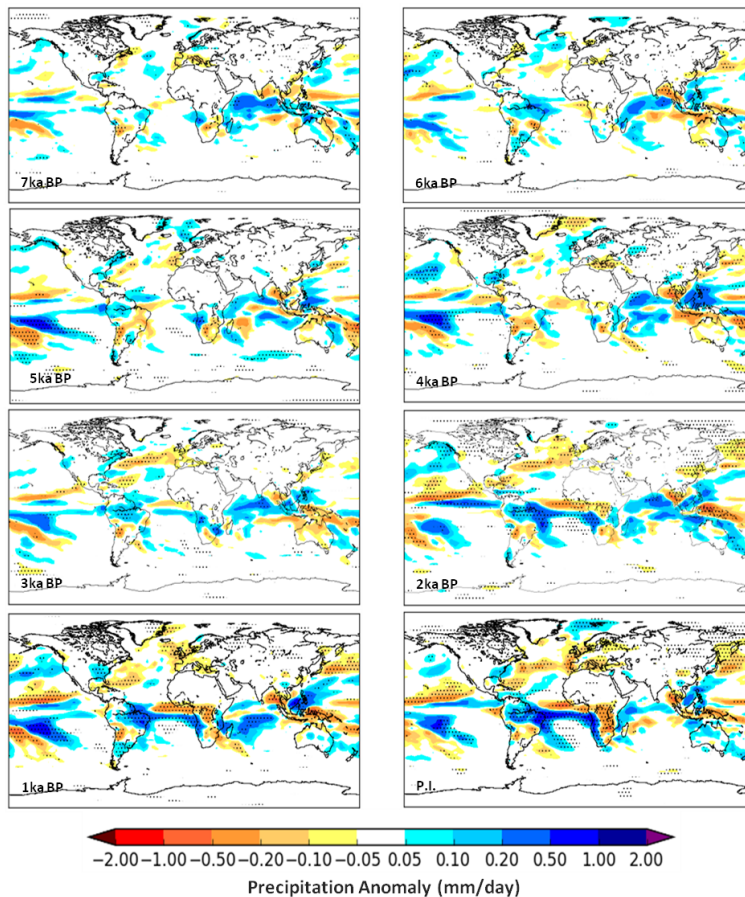 7ka BP
6ka BP
5ka BP
4ka BP
3ka BP
2ka BP
1ka BP
P.I.
−2.00 −1.00 −0.50 −0.20 −0.10 −0.05 0.05 0.10 0.20 0.50 1.00 2.00
Precipitation Anomaly (mm/day)